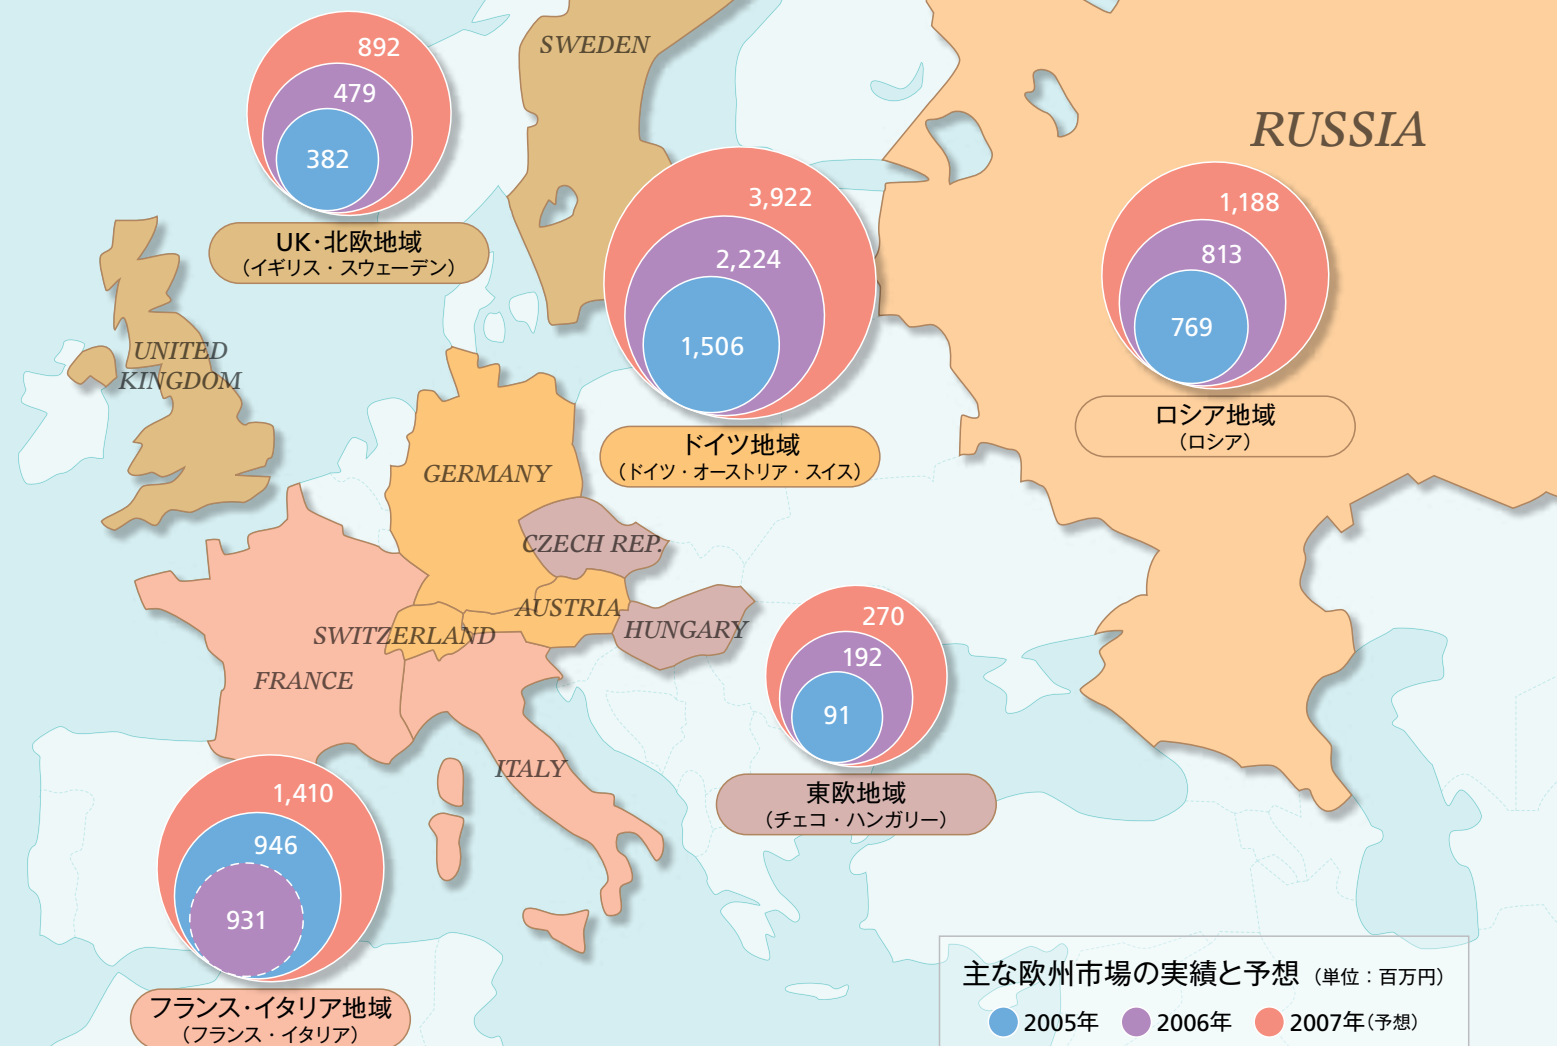 892
479
382
UK・北欧地域
（イギリス・スウェーデン）
SWEDEN
RUSSIA
3,922
2,224
1,506
ドイツ地域
（ドイツ・オーストリア・スイス）
1,188
813
769
ロシア地域
（ロシア）
UNITED
KINGDOM
GERMANY
CZECH REP.
AUSTRIA
SWITZERLAND
HUNGARY
FRANCE
ITALY
270
192
91
東欧地域
（チェコ・ハンガリー）
1,410
946
931
フランス・イタリア地域
（フランス・イタリア）
主な欧州市場の実績と予想（単位：百万円）
2005年 2006年 2007年（予想）